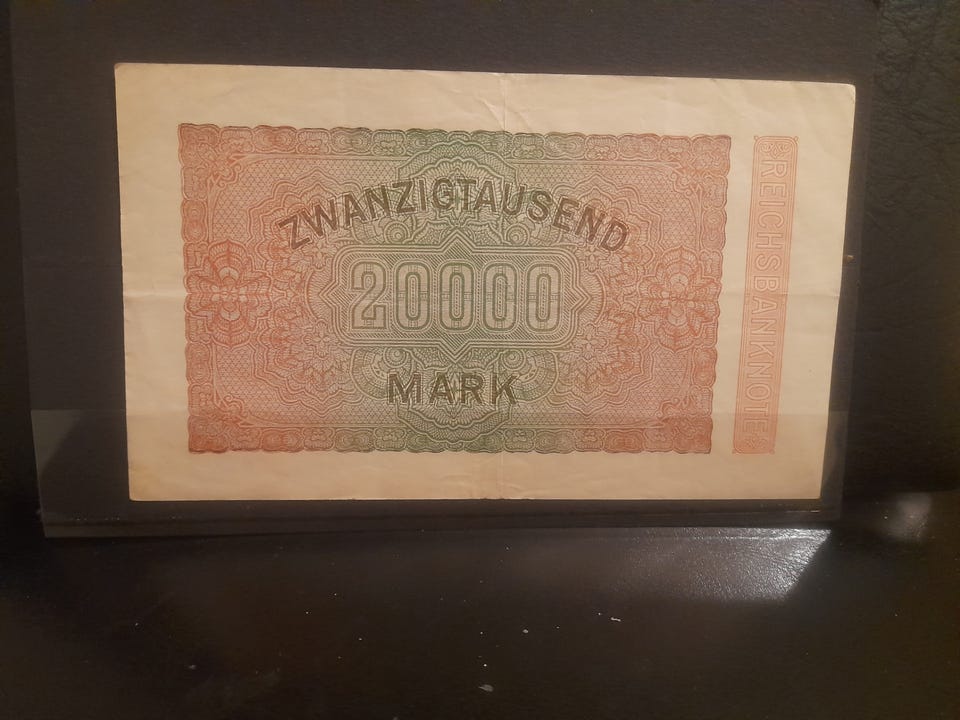 ZWANZIGTAUSEND
20000
MARK
REICHSBANKNOTE